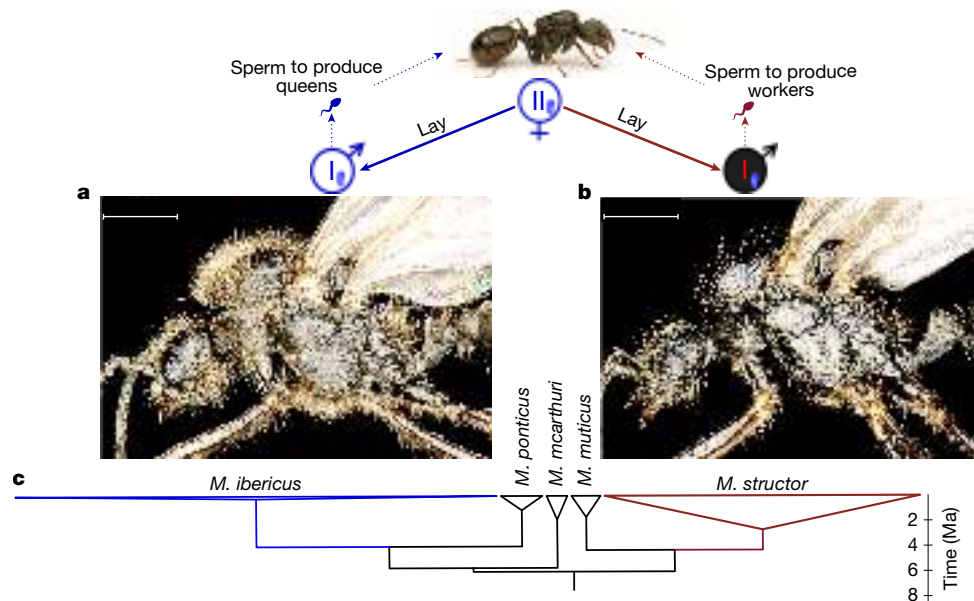 Sperm to produce
queens
Sperm to produce
workers
II
Lay
Lay
I
I
a
b
M. ponticus
M. mcarthuri
M. muticus
c
M. ibericus
M. structor
2
4
6
8
Time (Ma)